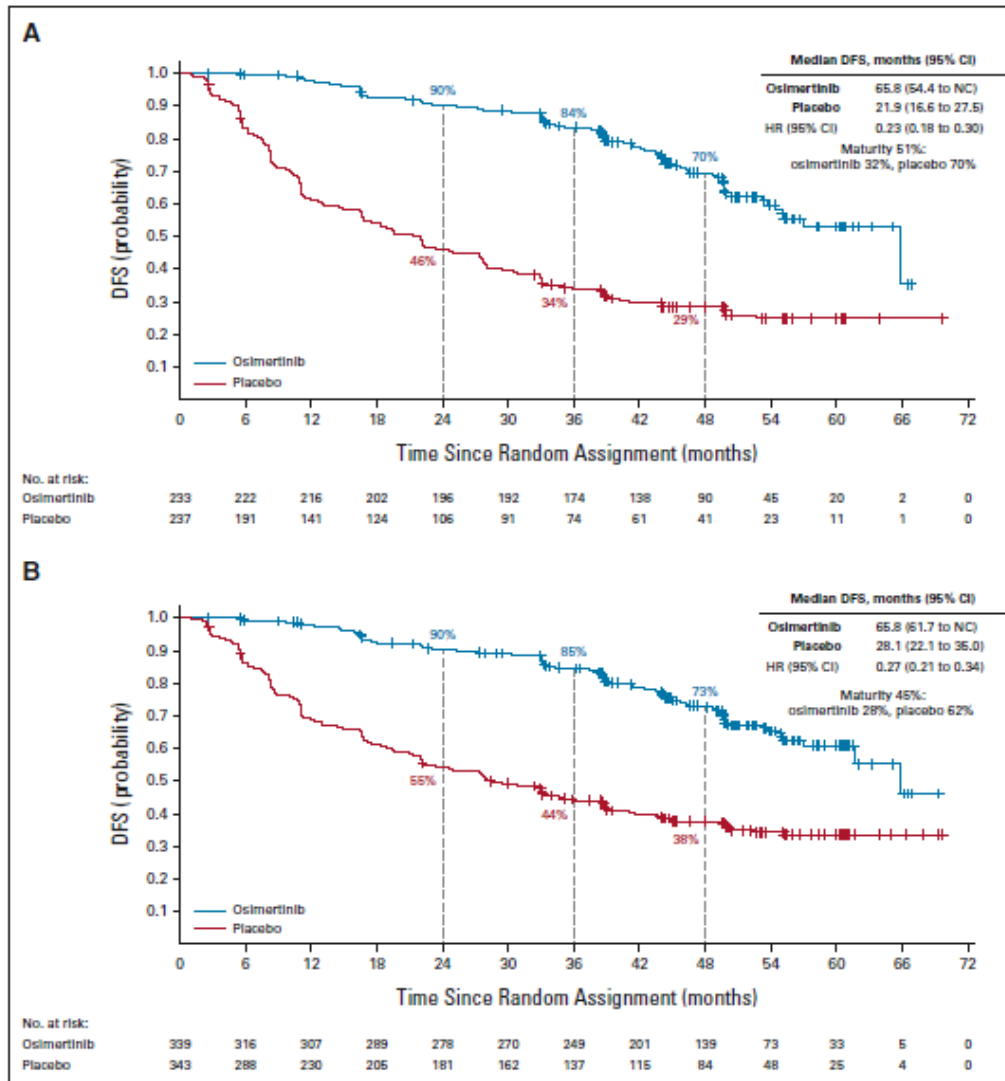 A
Median DFS, months (95% CI)
Osimertinib 65.8 (54.4 to NC)
Placebo 21.9 (16.6 to 27.5)
HR (95% CI) 0.23 (0.18 to 0.30)
Maturity 51%:
osimertinib 32%, placebo 70%
DFS (probability)
1.0
0.9
0.8
0.7
0.6
0.5
0.4
0.3
0.2
0.1
90%
84%
70%
46%
34%
29%
Osimertinib
Placebo
0 6 12 18 24 30 36 42 48 54 60 66 72
Time Since Random Assignment (months)
No. at risk:
Osimertinib 233 222 216 202 196 192 174 138 90 45 20 2 0
Placebo 237 191 141 124 106 91 74 61 41 23 11 1 0
B
Median DFS, months (95% CI)
Osimertinib 65.8 (61.7 to NC)
Placebo 28.1 (22.1 to 35.0)
HR (95% CI) 0.27 (0.21 to 0.34)
Maturity 45%:
osimertinib 28%, placebo 62%
DFS (probability)
1.0
0.9
0.8
0.7
0.6
0.5
0.4
0.3
0.2
0.1
90%
85%
73%
55%
44%
38%
Osimertinib
Placebo
0 6 12 18 24 30 36 42 48 54 60 66 72
Time Since Random Assignment (months)
No. at risk:
Osimertinib 339 316 307 289 278 270 249 201 139 73 33 5 0
Placebo 343 288 230 205 181 162 137 115 84 48 25 4 0